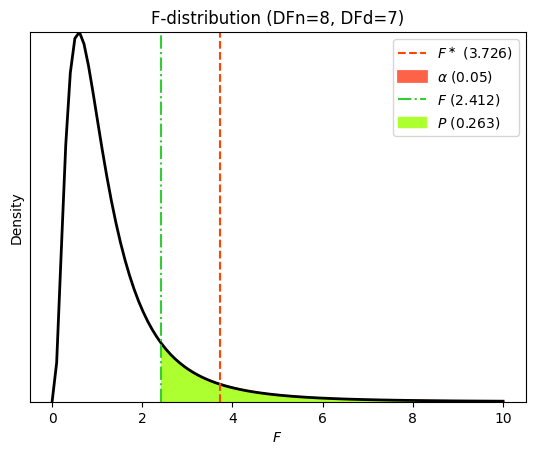 F-distribution (DFn=8, DFd=7)
F* (3.726)
α (0.05)
F (2.412)
P (0.263)
Density
0 2 4 6 8 10
F